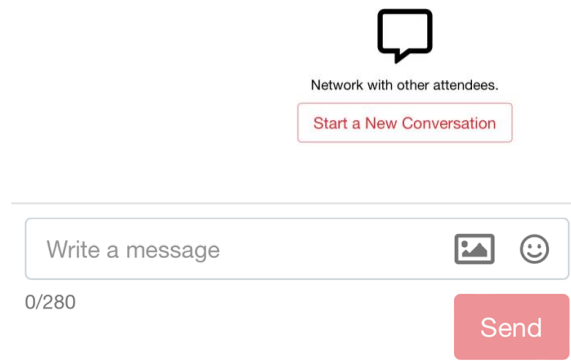 Network with other attendees.
Start a New Conversation
Write a message
0/280
Send